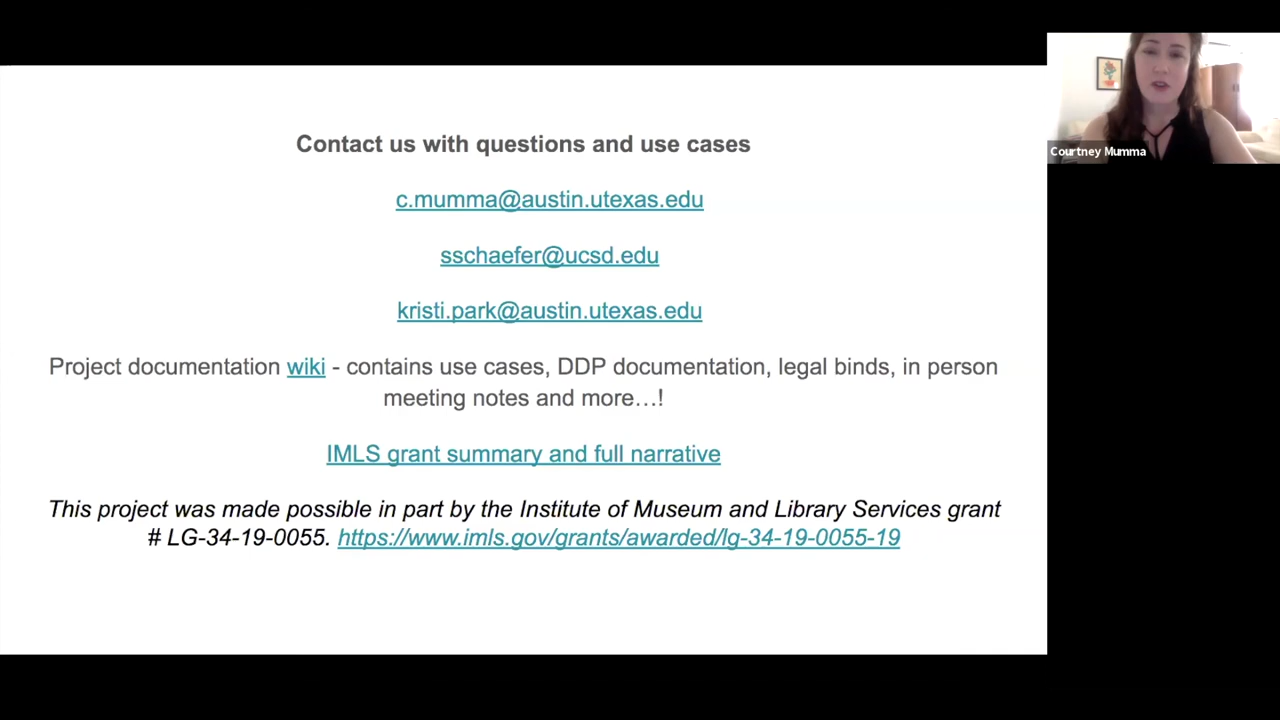 Contact us with questions and use cases
c.mumma@austin.utexas.edu
sschaefer@ucsd.edu
kristi.park@austin.utexas.edu
Project documentation wiki - contains use cases, DDP documentation, legal binds, in person
meeting notes and more…!
IMLS grant summary and full narrative
This project was made possible in part by the Institute of Museum and Library Services grant
# LG-34-19-0055. https://www.imls.gov/grants/awarded/lg-34-19-0055-19
Courtney Mumma